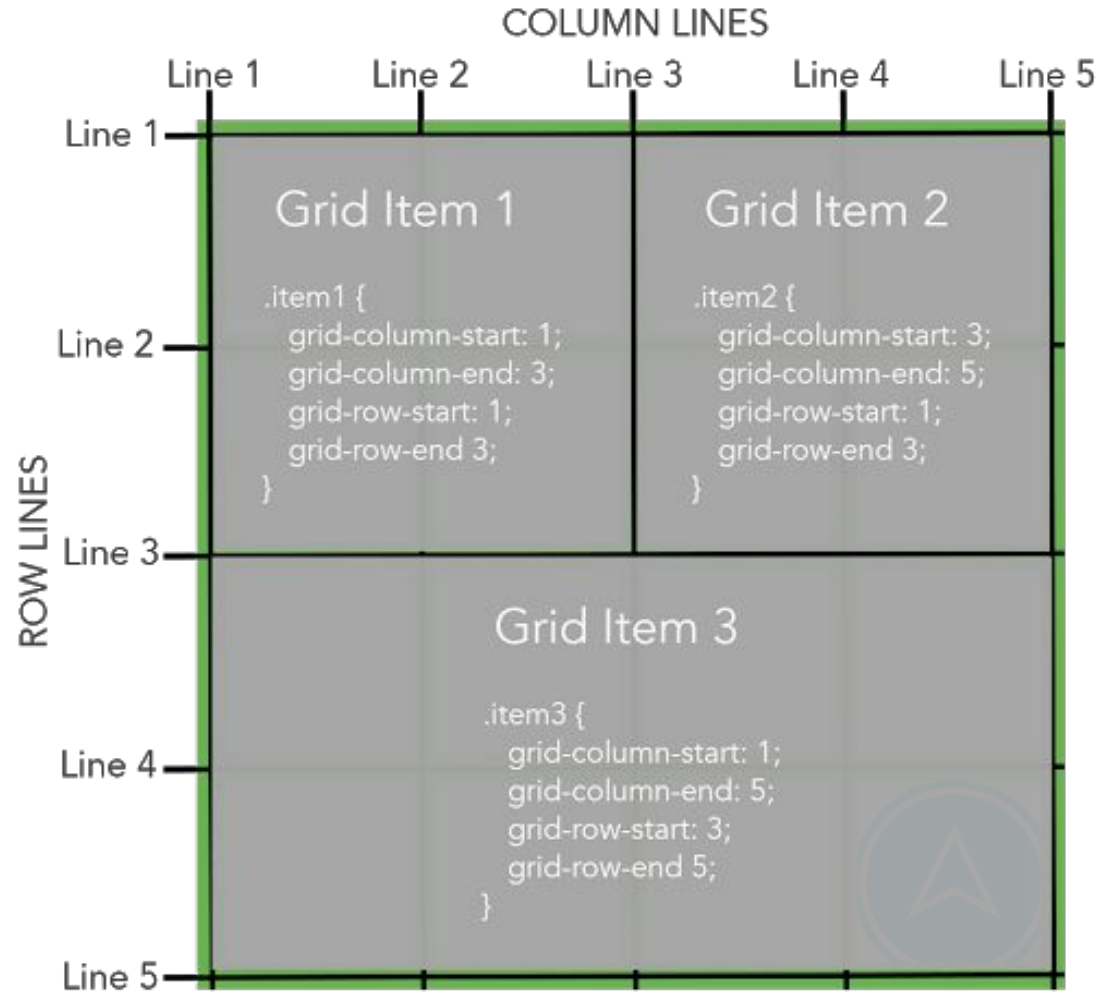 COLUMN LINES
Line 1 Line 2 Line 3 Line 4 Line 5
ROW LINES
Line 1
Line 2
Line 3
Line 4
Line 5
Grid Item 1
.item1 {
grid-column-start: 1;
grid-column-end: 3;
grid-row-start: 1;
grid-row-end 3;
}
Grid Item 2
.item2 {
grid-column-start: 3;
grid-column-end: 5;
grid-row-start: 1;
grid-row-end 3;
}
Grid Item 3
.item3 {
grid-column-start: 1;
grid-column-end: 5;
grid-row-start: 3;
grid-row-end 5;
}